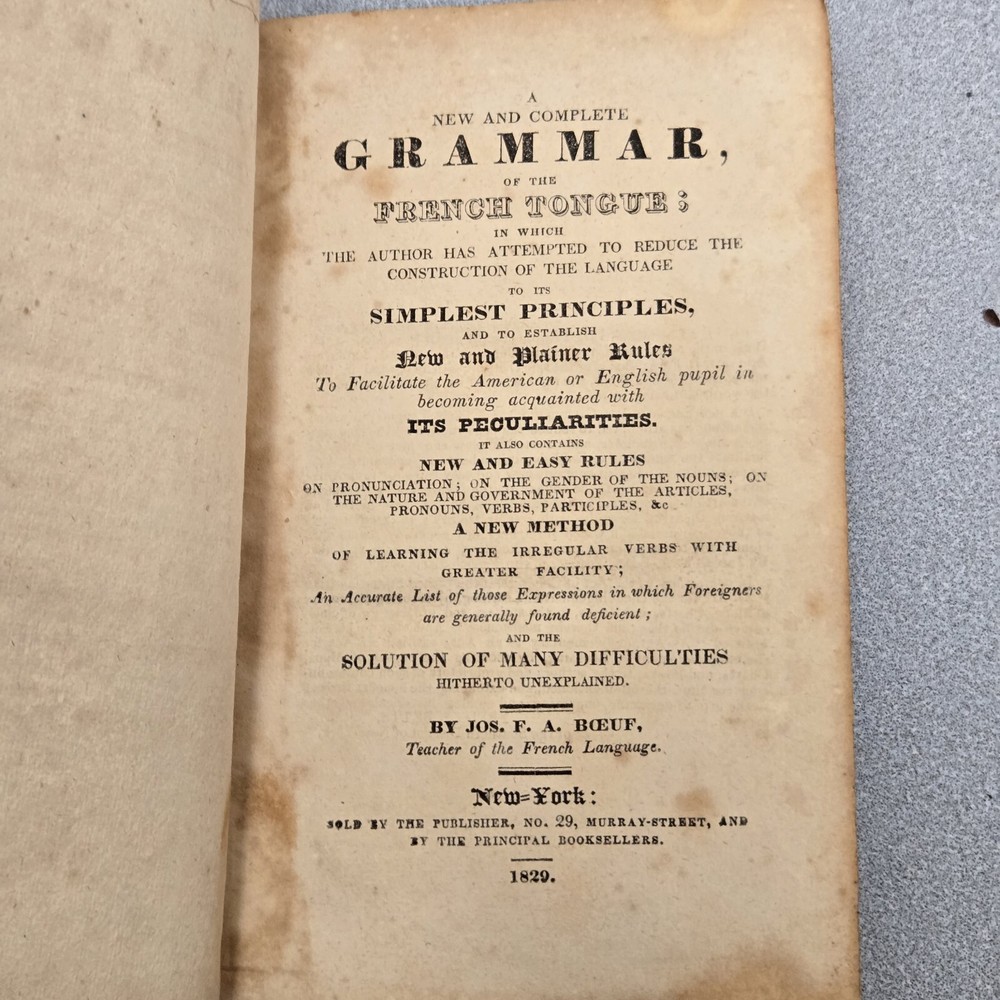 A
NEW AND COMPLETE
GRAMMAR,
OF THE
FRENCH TONGUE;
IN WHICH
THE AUTHOR HAS ATTEMPTED TO REDUCE THE
CONSTRUCTION OF THE LANGUAGE
TO ITS
SIMPLEST PRINCIPLES,
AND TO ESTABLISH
New and Plainer Rules
To Facilitate the American or English pupil in
becoming acquainted with
ITS PECULIARITIES.
IT ALSO CONTAINS
NEW AND EASY RULES
ON PRONUNCIATION; ON THE GENDER OF THE NOUNS; ON
THE NATURE AND GOVERNMENT OF THE ARTICLES,
PRONOUNS, VERBS, PARTICIPLES, &c
A NEW METHOD
OF LEARNING THE IRREGULAR VERBS WITH
GREATER FACILITY;
An Accurate List of those Expressions in which Foreigners
are generally found deficient;
AND THE
SOLUTION OF MANY DIFFICULTIES
HITHERTO UNEXPLAINED.
BY JOS. F. A. BŒUF,
Teacher of the French Language.
New-York:
SOLD BY THE PUBLISHER, NO. 29, MURRAY-STREET, AND
BY THE PRINCIPAL BOOKSELLERS.
1829.